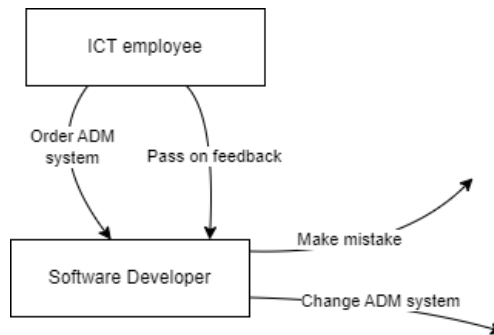 ICT employee
Order ADM
system
Pass on feedback
Make mistake
Software Developer
Change ADM system